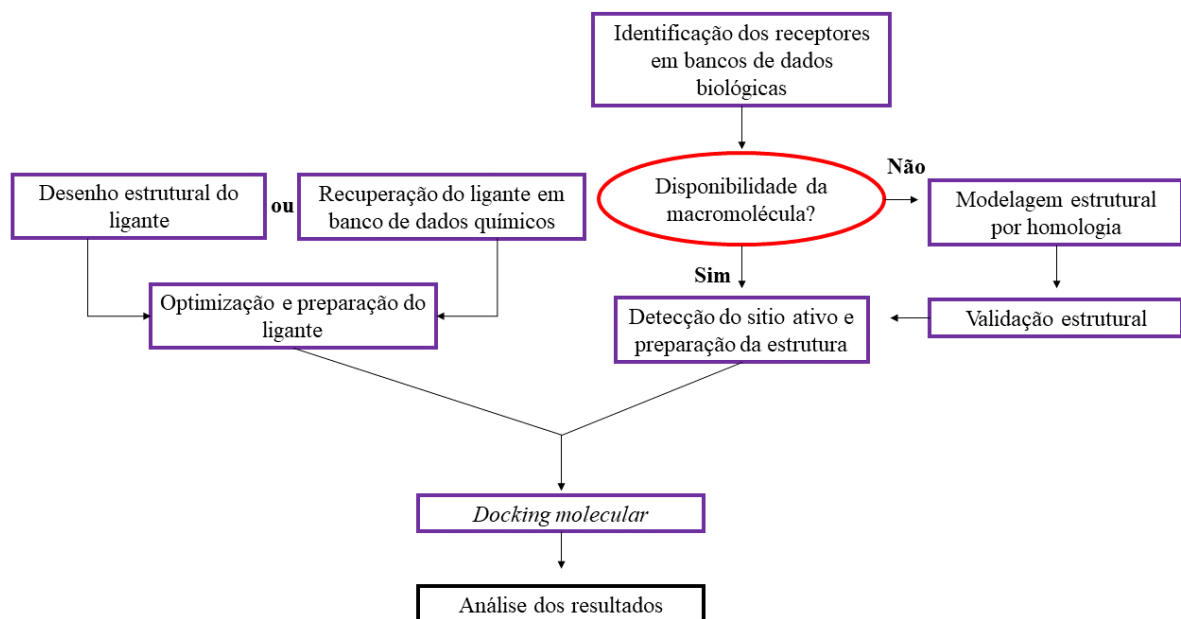 Identificação dos receptores
em bancos de dados
biológicas
Não
Disponibilidade da
macromolécula?
Desenho estrutural do
ligante
ou
Recuperação do ligante em
banco de dados químicos
Modelagem estrutural
por homologia
Sim
Optimização e preparação do
ligante
Detecção do sitio ativo e
preparação da estrutura
Validação estrutural
Docking molecular
Análise dos resultados